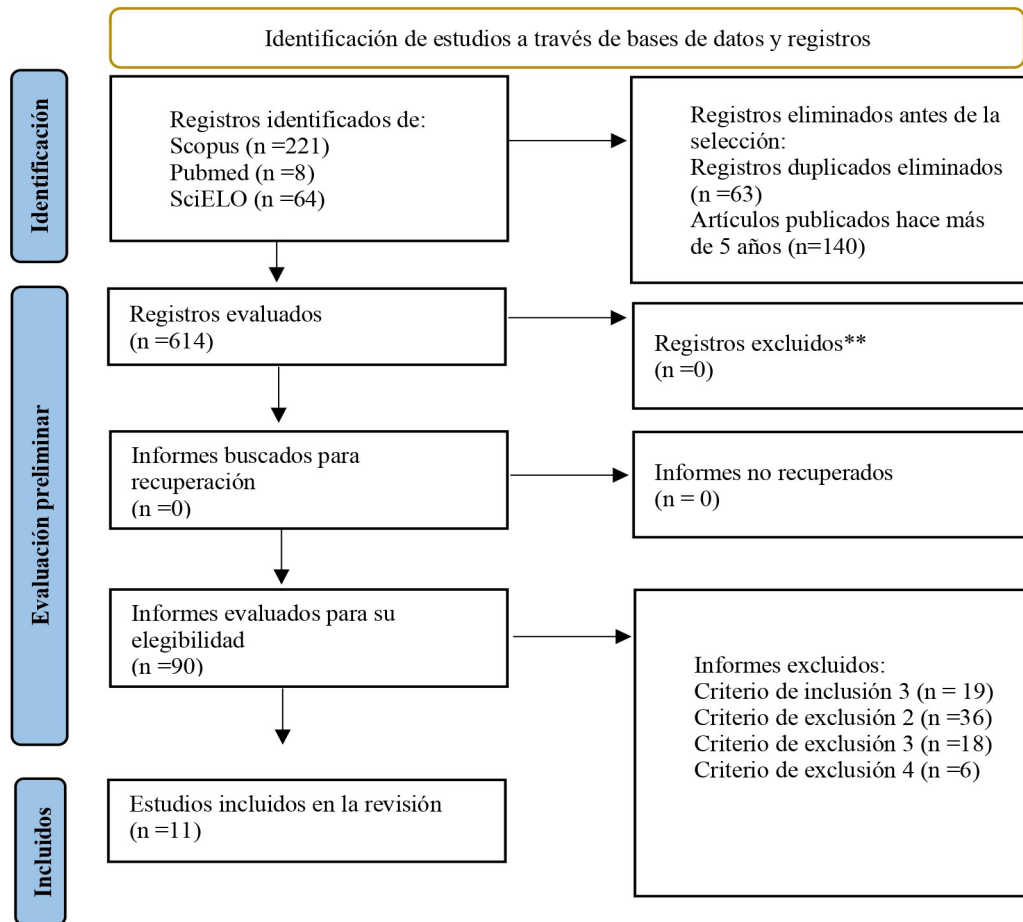 Identificación de estudios a través de bases de datos y registros
Identificación
Registros identificados de:
Scopus (n =221)
Pubmed (n =8)
SciELO (n =64)
Registros eliminados antes de la
selección:
Registros duplicados eliminados
(n =63)
Artículos publicados hace más
de 5 años (n=140)
Evaluación preliminar
Registros evaluados
(n =614)
Registros excluidos**
(n =0)
Informes buscados para
recuperación
(n =0)
Informes no recuperados
(n = 0)
Informes evaluados para su
elegibilidad
(n =90)
Informes excluidos:
Criterio de inclusión 3 (n = 19)
Criterio de exclusión 2 (n =36)
Criterio de exclusión 3 (n =18)
Criterio de exclusión 4 (n =6)
Incluidos
Estudios incluidos en la revisión
(n =11)